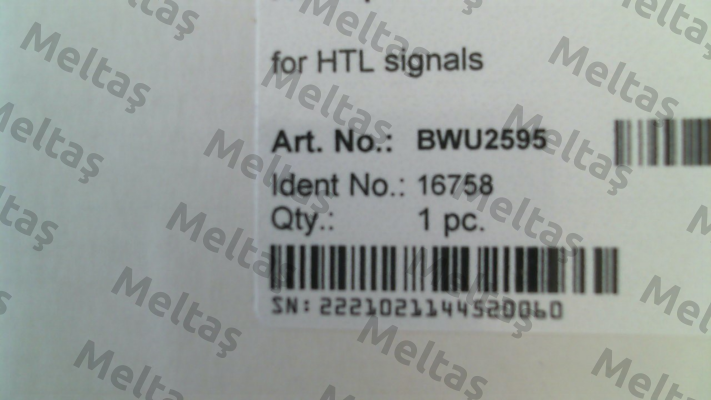 for HTL signals
Art. No.: BWU2595
Ident No.: 16758
Qty.: 1 pc.
SN: 2221021144520060
Meltaş